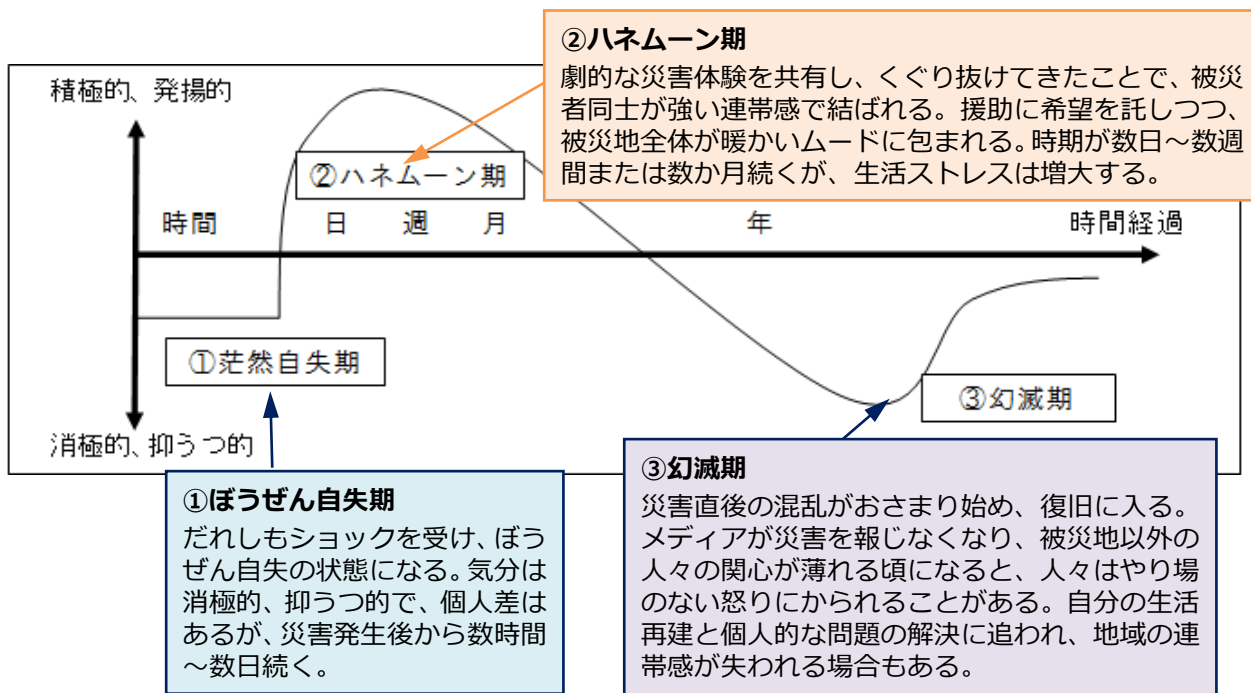 ②ハネムーン期
劇的な災害体験を共有し、くぐり抜けてきたことで、被災
者同士が強い連帯感で結ばれる。援助に希望を託しつつ、
被災地全体が暖かいムードに包まれる。時期が数日～数週
間または数か月続くが、生活ストレスは増大する。
積極的、発揚的
②ハネムーン期
時間 日 週 月 年 時間経過
①茫然自失期
③幻滅期
消極的、抑うつ的
①ぼうぜん自失期
だれしもショックを受け、ぼう
ぜん自失の状態になる。気分は
消極的、抑うつ的で、個人差は
あるが、災害発生後から数時間
～数日続く。
③幻滅期
災害直後の混乱がおさまり始め、復旧に入る。
メディアが災害を報じなくなり、被災地以外の
人々の関心が薄れる頃になると、人々はやり場
のない怒りにかられることがある。自分の生活
再建と個人的な問題の解決に追われ、地域の連
帯感が失われる場合もある。